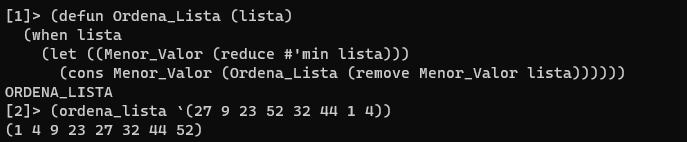 [1]> (defun Ordena_Lista (lista)
  (when lista
    (let ((Menor_Valor (reduce #'min lista)))
      (cons Menor_Valor (Ordena_Lista (remove Menor_Valor lista))))))
ORDENA_LISTA
[2]> (ordena_lista `(27 9 23 52 32 44 1 4))
(1 4 9 23 27 32 44 52)